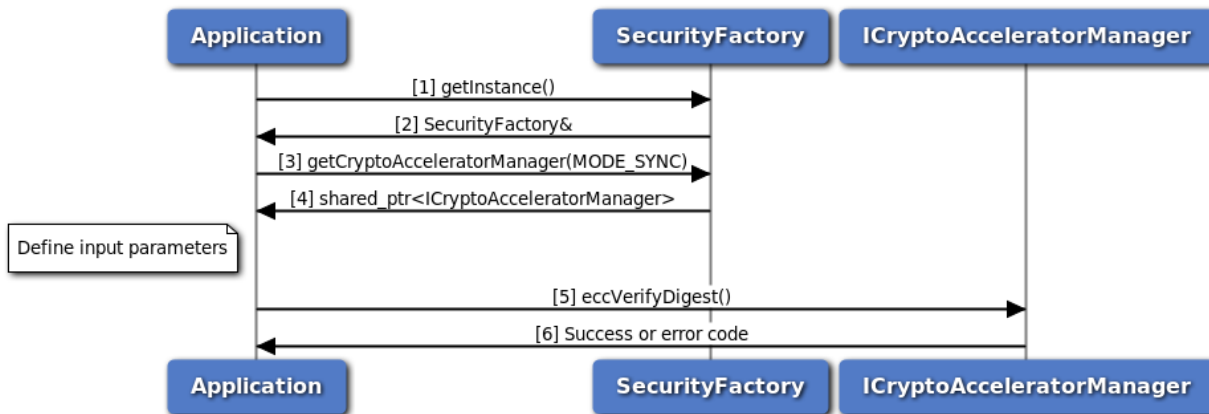 Application
SecurityFactory
ICryptoAcceleratorManager
[1] getInstance()
[2] SecurityFactory&
[3] getCryptoAcceleratorManager(MODE_SYNC)
[4] shared_ptr<ICryptoAcceleratorManager>
Define input parameters
[5] eccVerifyDigest()
[6] Success or error code
Application
SecurityFactory
ICryptoAcceleratorManager